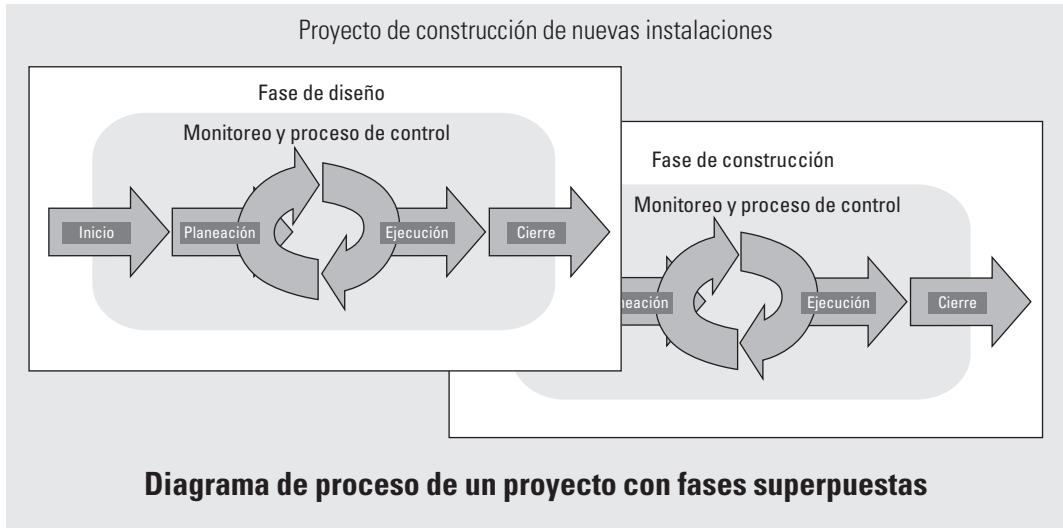 Proyecto de construcción de nuevas instalaciones
Fase de diseño
Monitoreo y proceso de control
Inicio
Planeación
Ejecución
Cierre
Fase de construcción
Monitoreo y proceso de control
neación
Ejecución
Cierre
Diagrama de proceso de un proyecto con fases superpuestas